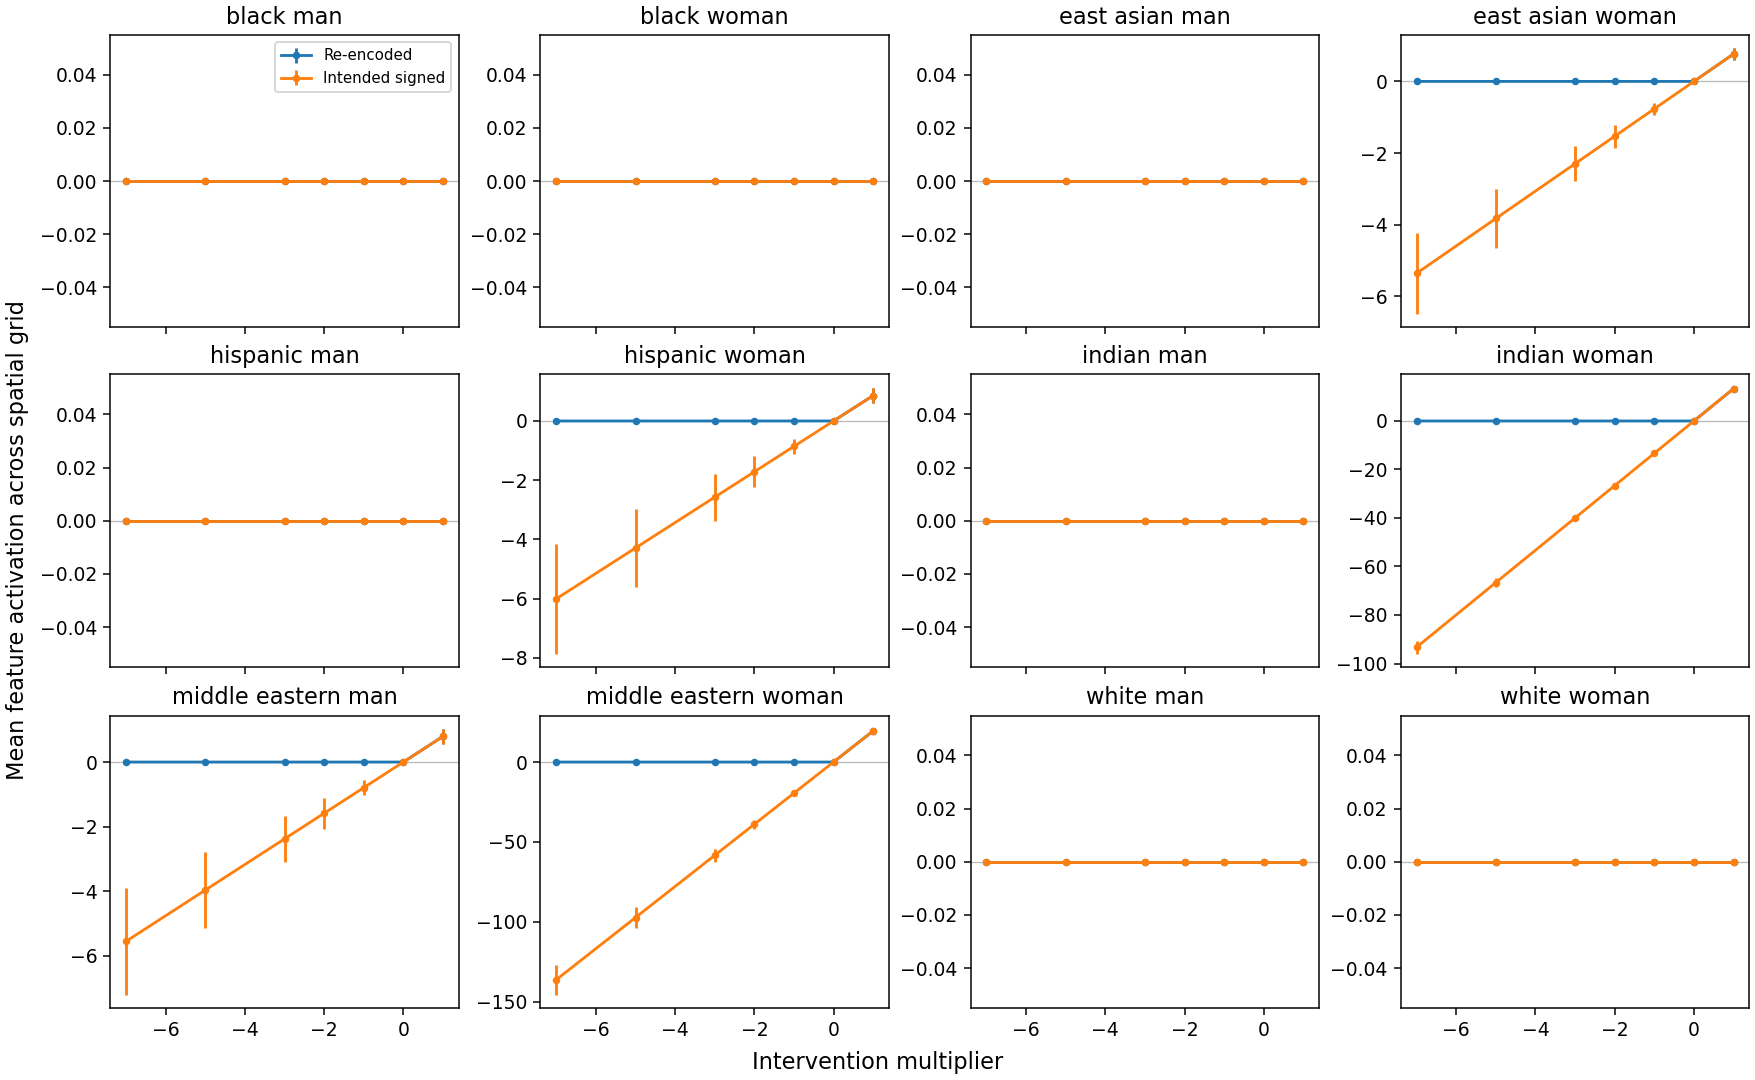 black man
black woman
east asian man
east asian woman
Re-encoded
Intended signed
0.04
0.02
0.00
−0.02
−0.04
0.04
0.02
0.00
−0.02
−0.04
0.04
0.02
0.00
−0.02
−0.04
0
−2
−4
−6
hispanic man
hispanic woman
indian man
indian woman
0.04
0.02
0.00
−0.02
−0.04
0
−2
−4
−6
−8
0.04
0.02
0.00
−0.02
−0.04
0
−20
−40
−60
−80
−100
middle eastern man
middle eastern woman
white man
white woman
0
−2
−4
−6
0
−50
−100
−150
0.04
0.02
0.00
−0.02
−0.04
0.04
0.02
0.00
−0.02
−0.04
−6 −4 −2 0
−6 −4 −2 0
−6 −4 −2 0
−6 −4 −2 0
Mean feature activation across spatial grid
Intervention multiplier